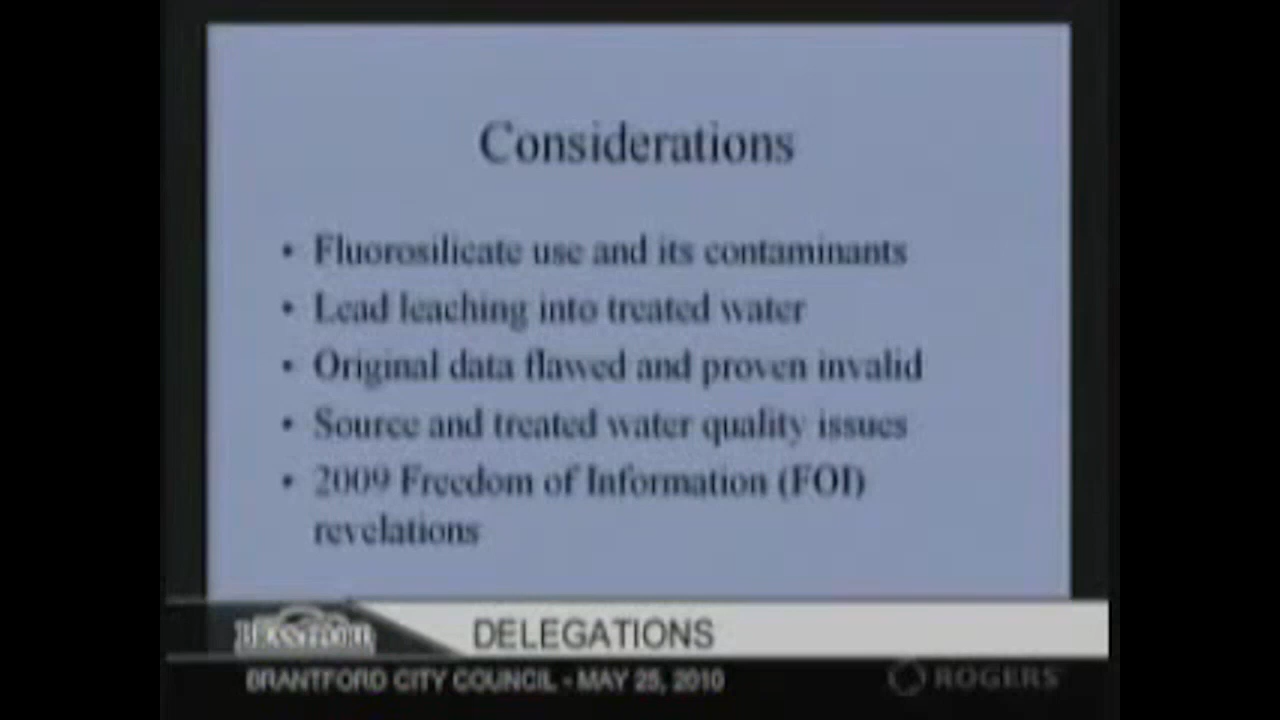 Considerations
• Fluorosilicate use and its contaminants
• Lead leaching into treated water
• Original data flawed and proven invalid
• Source and treated water quality issues
• 2009 Freedom of Information (FOI)
revelations
BRANTFORD
DELEGATIONS
BRANTFORD CITY COUNCIL - MAY 25, 2010
ROGERS